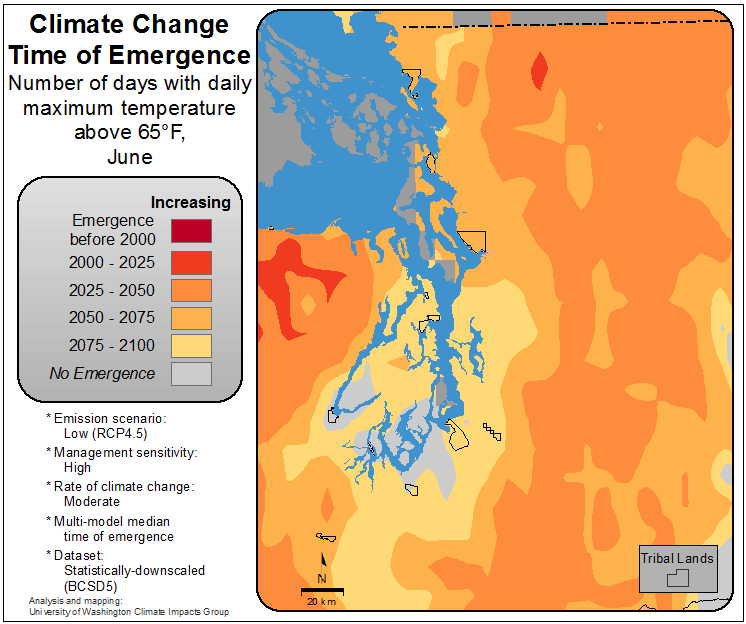 Climate Change
Time of Emergence
Number of days with daily
maximum temperature
above 65°F,
June
Increasing
Emergence
before 2000
2000 - 2025
2025 - 2050
2050 - 2075
2075 - 2100
No Emergence
* Emission scenario:
Low (RCP4.5)
* Management sensitivity:
High
* Rate of climate change:
Moderate
* Multi-model median
time of emergence
* Dataset:
Statistically-downscaled
(BCSD5)
Analysis and mapping:
University of Washington Climate Impacts Group
N
20 km
Tribal Lands